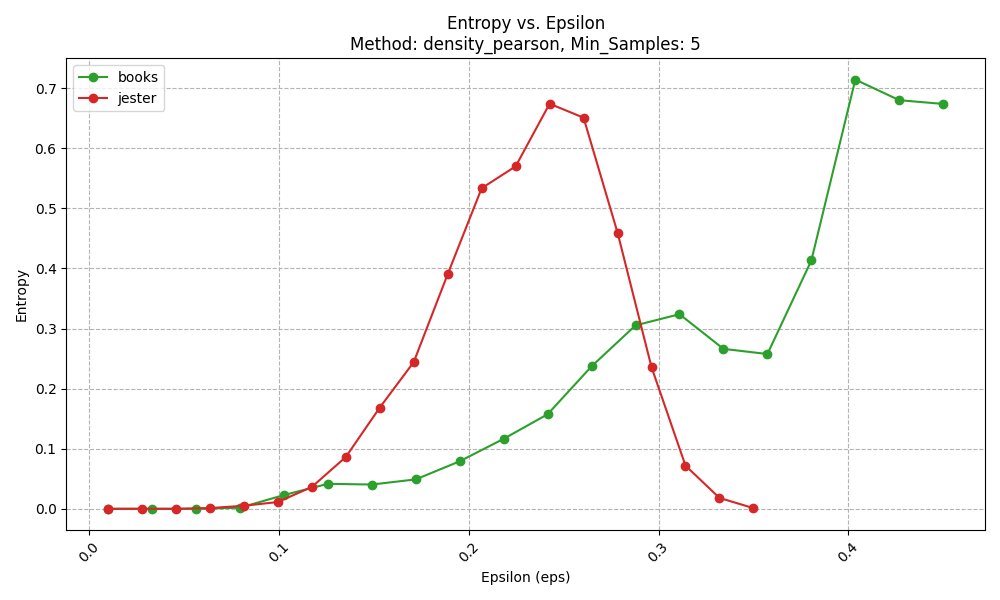 Entropy vs. Epsilon
Method: density_pearson, Min_Samples: 5
books
jester
0.7
0.6
0.5
0.4
0.3
0.2
0.1
0.0
Entropy
0.0
0.1
0.2
0.3
0.4
Epsilon (eps)